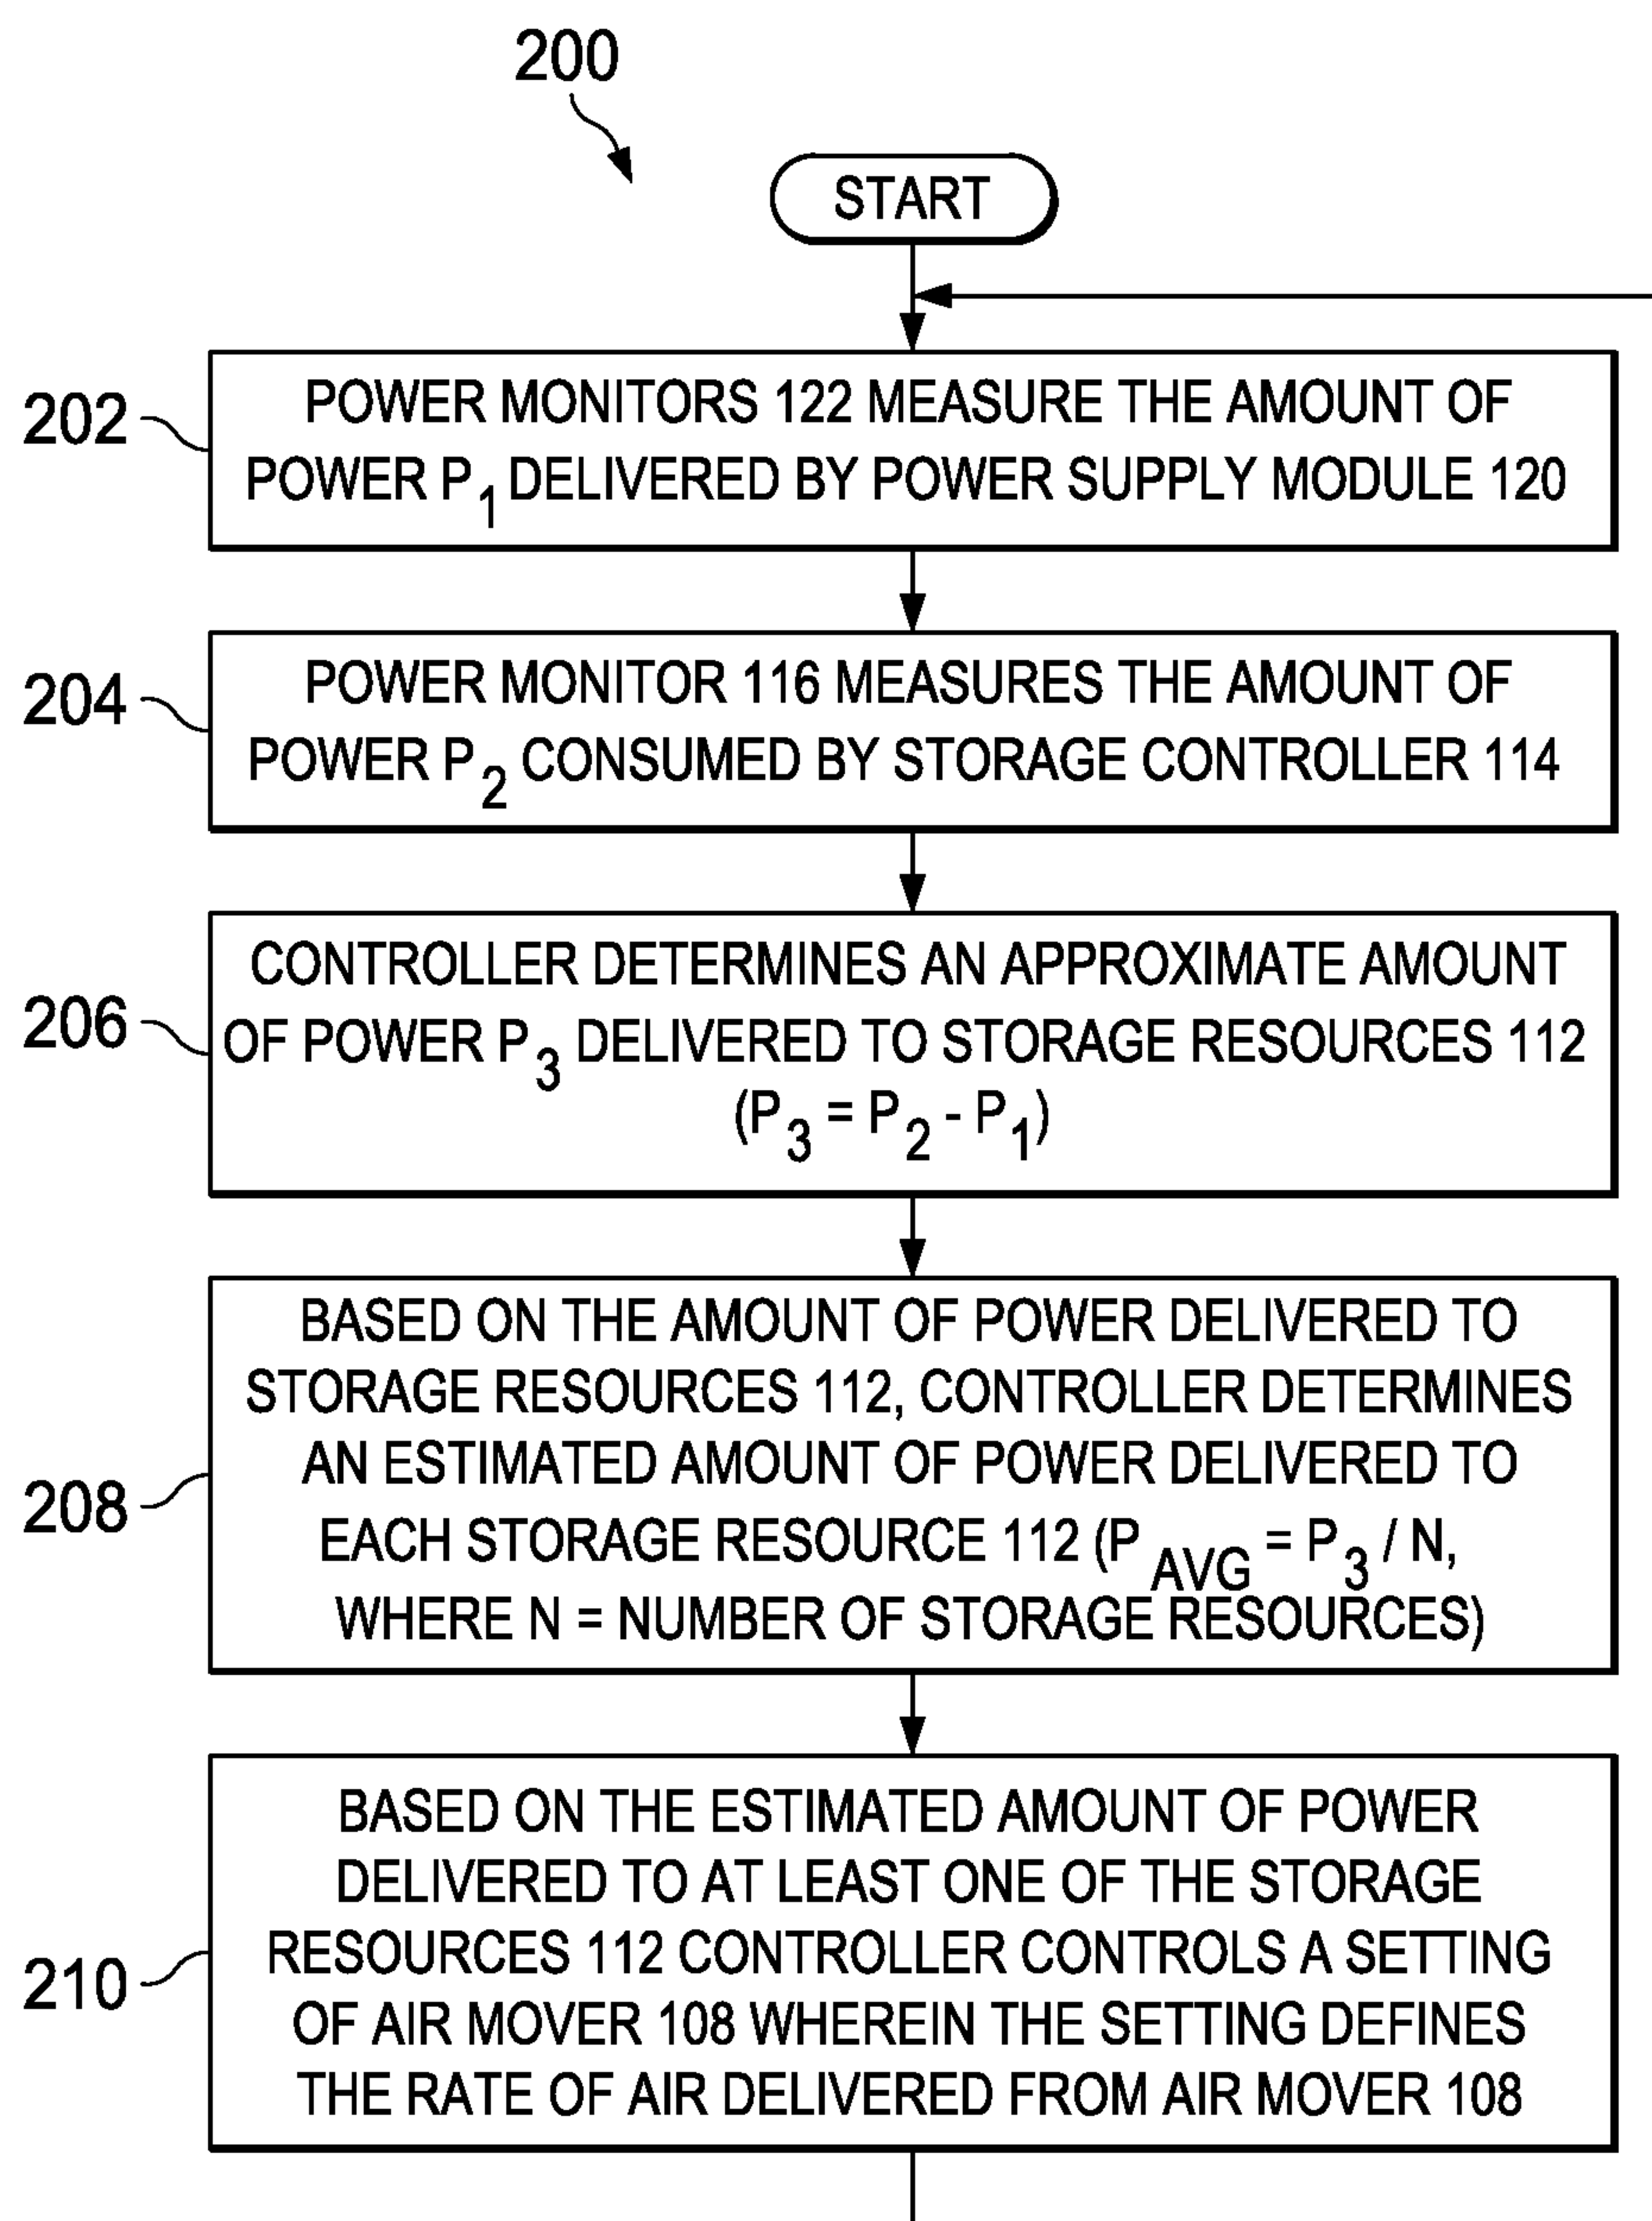 200
START
202
POWER MONITORS 122 MEASURE THE AMOUNT OF
POWER P1 DELIVERED BY POWER SUPPLY MODULE 120
204
POWER MONITOR 116 MEASURES THE AMOUNT OF
POWER P2 CONSUMED BY STORAGE CONTROLLER 114
206
CONTROLLER DETERMINES AN APPROXIMATE AMOUNT
OF POWER P3 DELIVERED TO STORAGE RESOURCES 112
(P3 = P2 - P1)
208
BASED ON THE AMOUNT OF POWER DELIVERED TO
STORAGE RESOURCES 112, CONTROLLER DETERMINES
AN ESTIMATED AMOUNT OF POWER DELIVERED TO
EACH STORAGE RESOURCE 112 (PAVG = P3 / N,
WHERE N = NUMBER OF STORAGE RESOURCES)
210
BASED ON THE ESTIMATED AMOUNT OF POWER
DELIVERED TO AT LEAST ONE OF THE STORAGE
RESOURCES 112 CONTROLLER CONTROLS A SETTING
OF AIR MOVER 108 WHEREIN THE SETTING DEFINES
THE RATE OF AIR DELIVERED FROM AIR MOVER 108